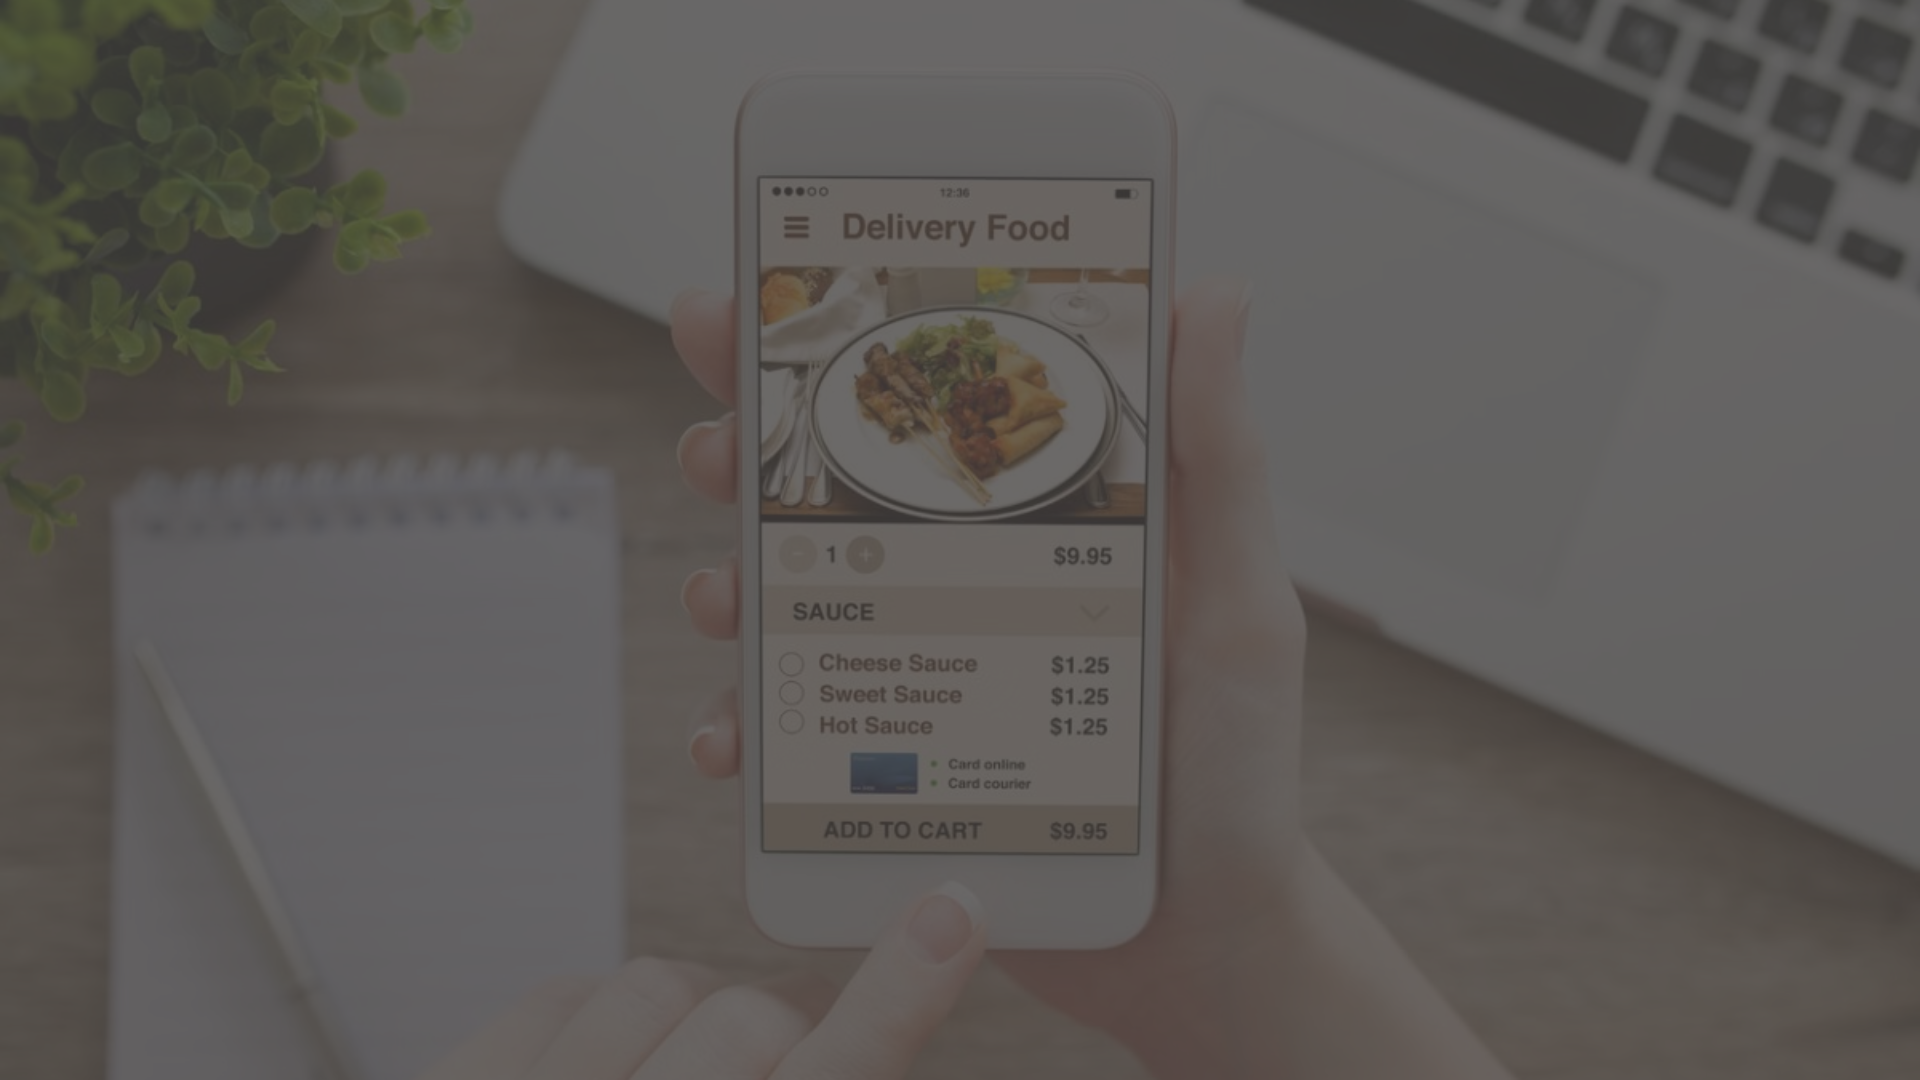 12:36
Delivery Food
1 $9.95
SAUCE
Cheese Sauce $1.25
Sweet Sauce $1.25
Hot Sauce $1.25
Card online
Card courier
ADD TO CART $9.95